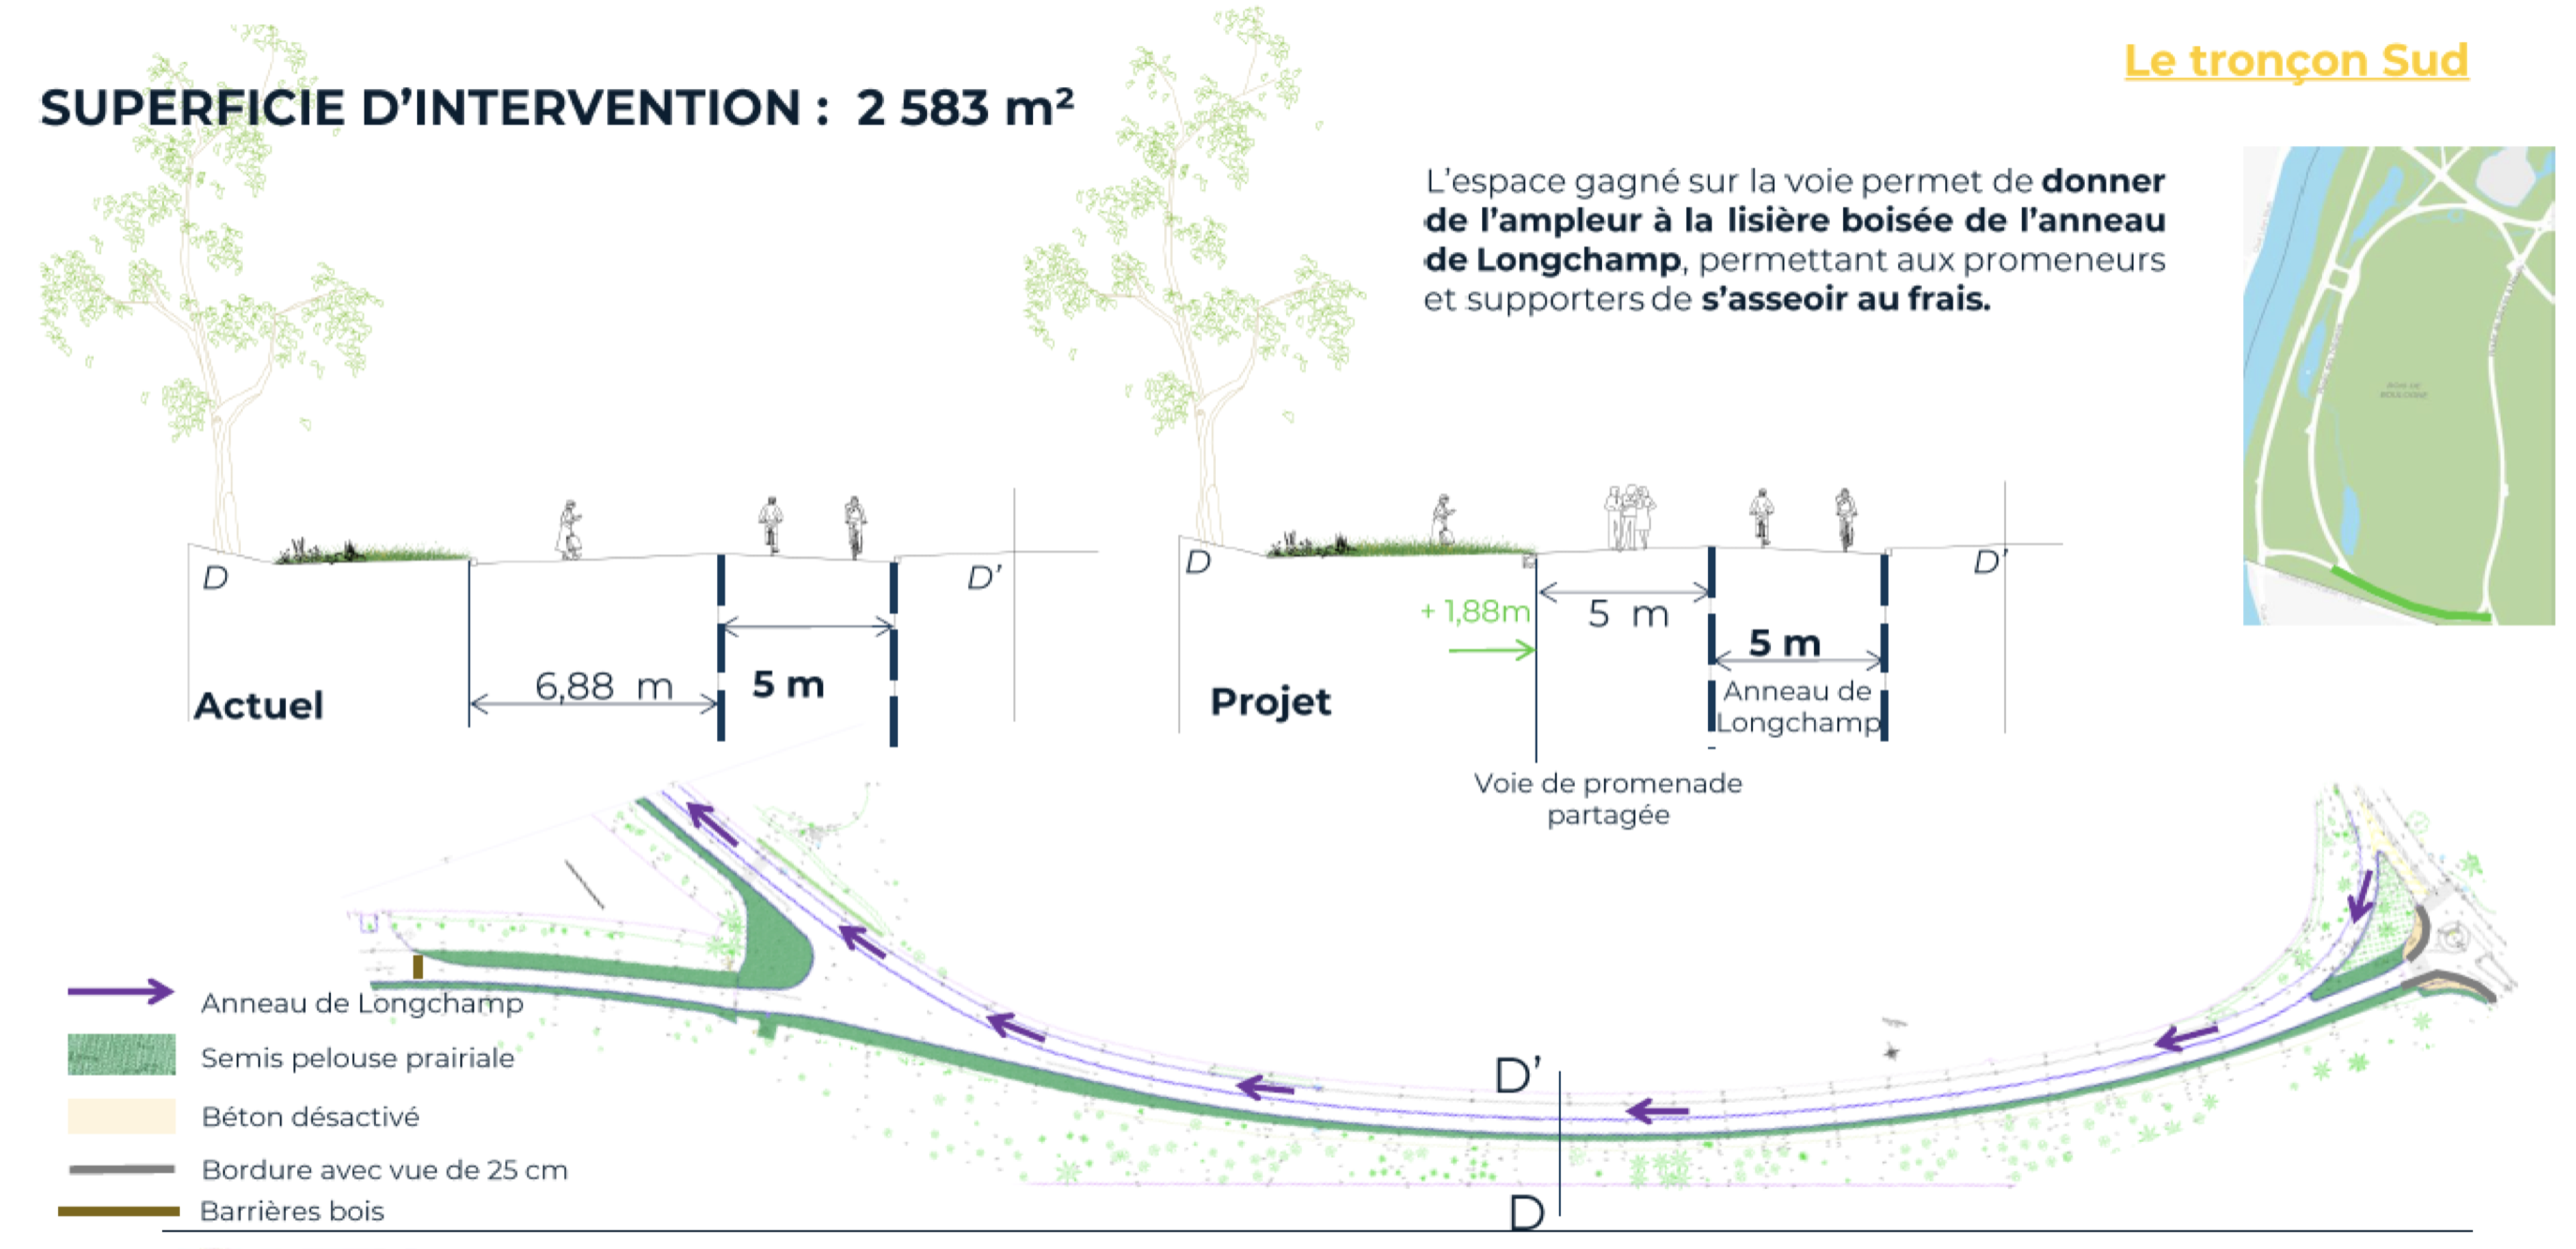 Le tronçon Sud
SUPERFICIE D’INTERVENTION : 2 583 m²
L’espace gagné sur la voie permet de donner
de l’ampleur à la lisière boisée de l’anneau
de Longchamp, permettant aux promeneurs
et supporters de s’asseoir au frais.
BOIS DE
BOULOGNE
D
D’
6,88 m
5 m
Actuel
D
D’
+ 1,88m
5 m
5 m
Anneau de
Longchamp
Projet
Voie de promenade
partagée
D’
D
Anneau de Longchamp
Semis pelouse prairiale
Béton désactivé
Bordure avec vue de 25 cm
Barrières bois